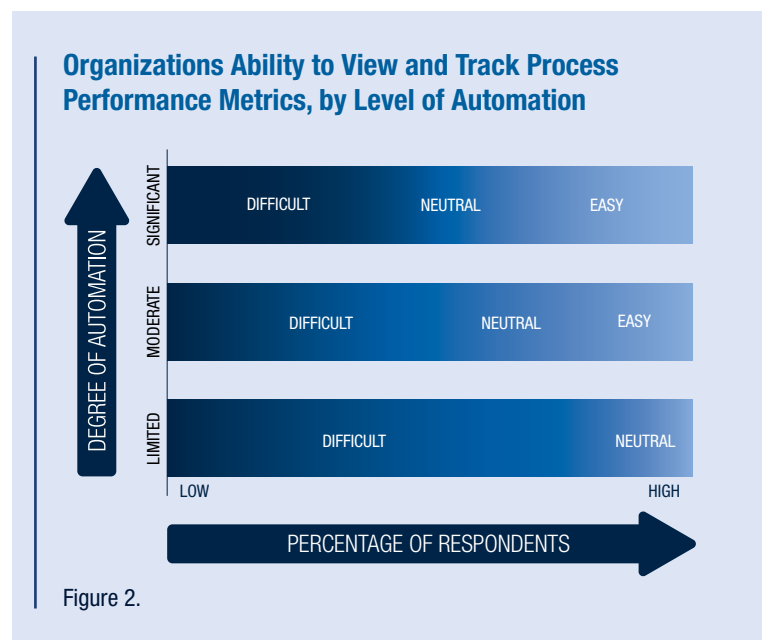 Organizations Ability to View and Track Process
Performance Metrics, by Level of Automation
DEGREE OF AUTOMATION
SIGNIFICANT
DIFFICULT NEUTRAL EASY
MODERATE
DIFFICULT NEUTRAL EASY
LIMITED
DIFFICULT NEUTRAL
LOW HIGH
PERCENTAGE OF RESPONDENTS
Figure 2.